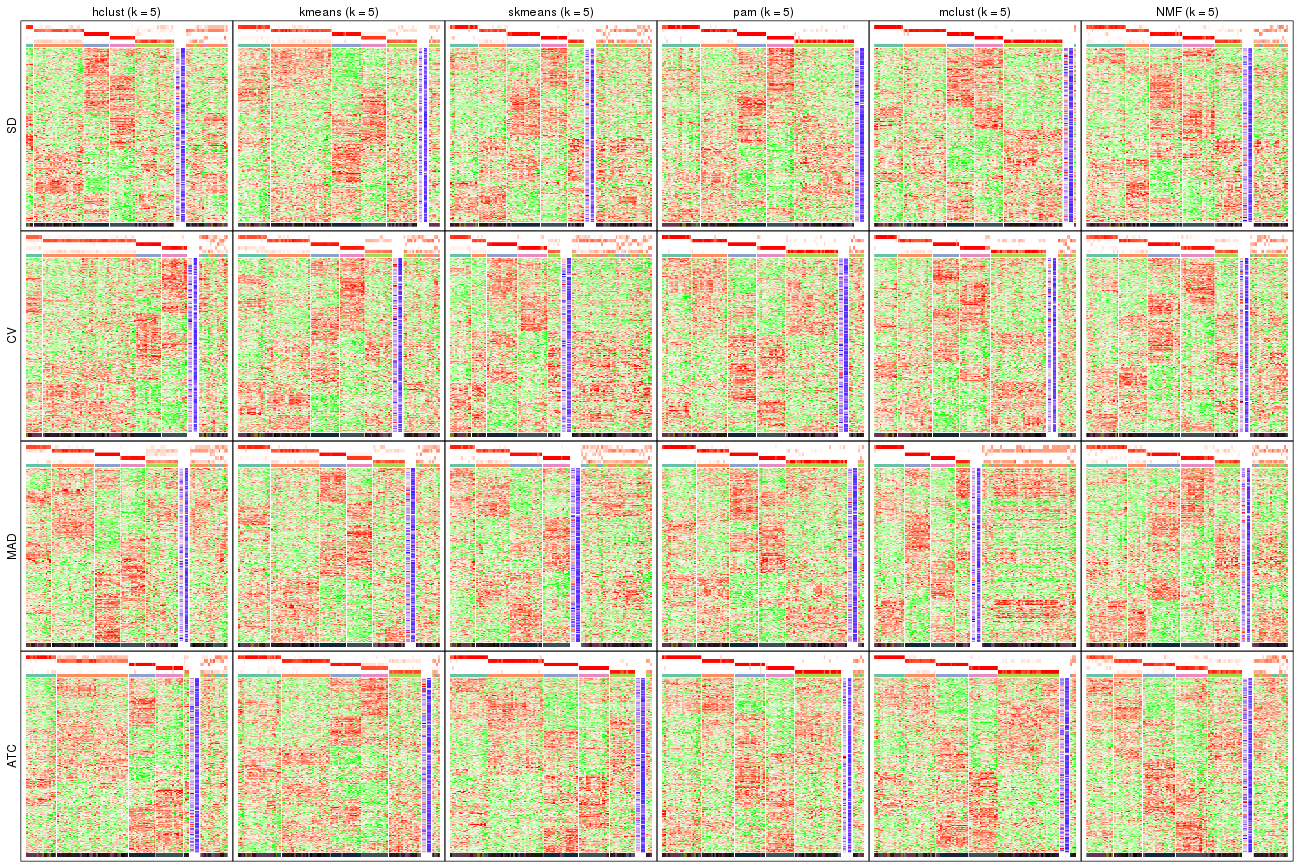 hclust (k = 5) kmeans (k = 5) skmeans (k = 5) pam (k = 5) mclust (k = 5) NMF (k = 5)
SD
CV
MAD
ATC